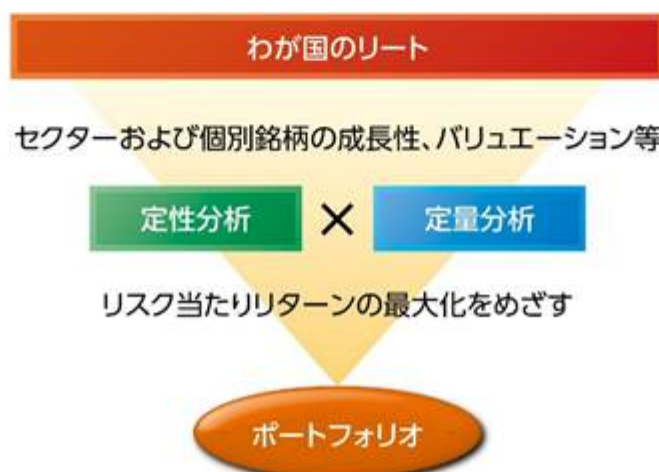 わが国のリート
セクターおよび個別銘柄の成長性、バリュエーション等
定性分析 × 定量分析
リスク当たりリターンの最大化をめざす
ポートフォリオ